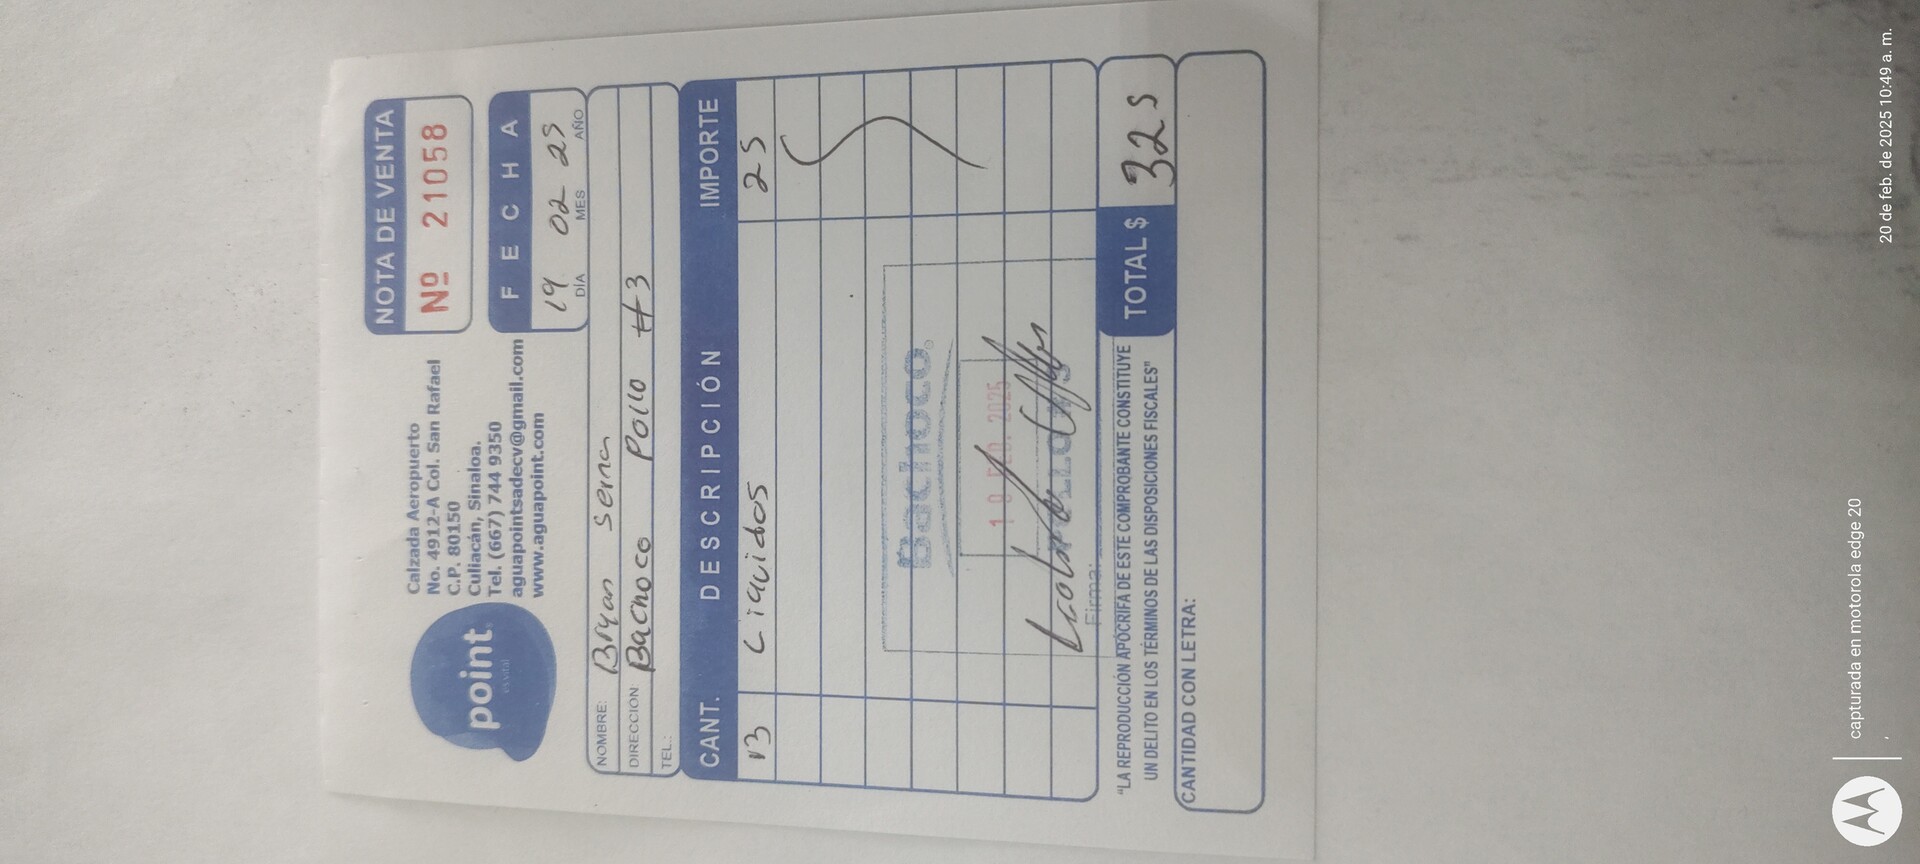 point
es vital
Calzada Aeropuerto
No. 4912-A Col. San Rafael
C.P. 80150
Culiacán, Sinaloa.
Tel. (667) 744 9350
aguapointsadecv@gmail.com
www.aguapoint.com
NOTA DE VENTA
Nº 21058
FECHA
19 02 25
DÍA MES AÑO
NOMBRE: Bryan Serna
DIRECCION: Bachoco Pollo #3
TEL.:
CANT. DESCRIPCIÓN IMPORTE
13 Liquidos 25
Bachoco
19 FEB. 2025
Firma:
"LA REPRODUCCIÓN APÓCRIFA DE ESTE COMPROBANTE CONSTITUYE
UN DELITO EN LOS TÉRMINOS DE LAS DISPOSICIONES FISCALES"
TOTAL $ 325
CANTIDAD CON LETRA:
capturada en motorola edge 20
20 de feb. de 2025 10:49 a. m.